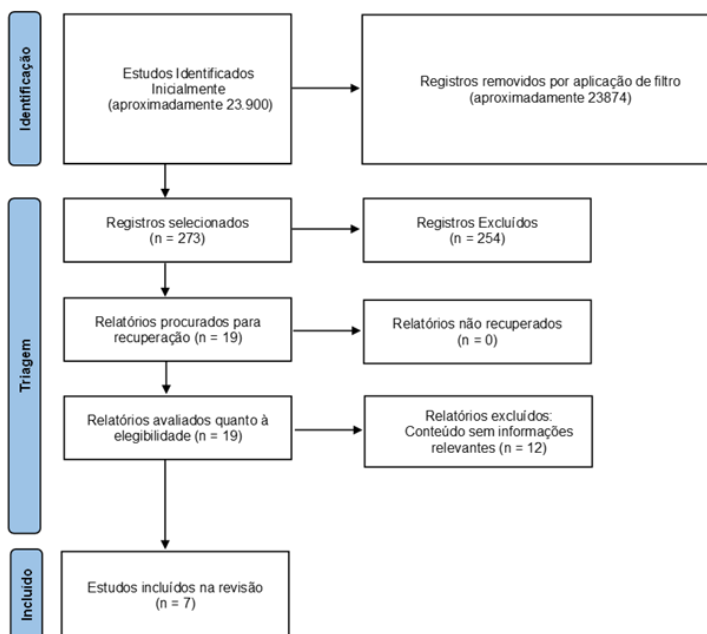 Identificação
Estudos Identificados
Inicialmente
(aproximadamente 23.900)
Registros removidos por aplicação de filtro
(aproximadamente 23874)
Triagem
Registros selecionados
(n = 273)
Registros Excluídos
(n = 254)
Relatórios procurados para
recuperação (n = 19)
Relatórios não recuperados
(n = 0)
Relatórios avaliados quanto à
elegibilidade (n = 19)
Relatórios excluídos:
Conteúdo sem informações
relevantes (n = 12)
Incluido
Estudos incluídos na revisão
(n = 7)